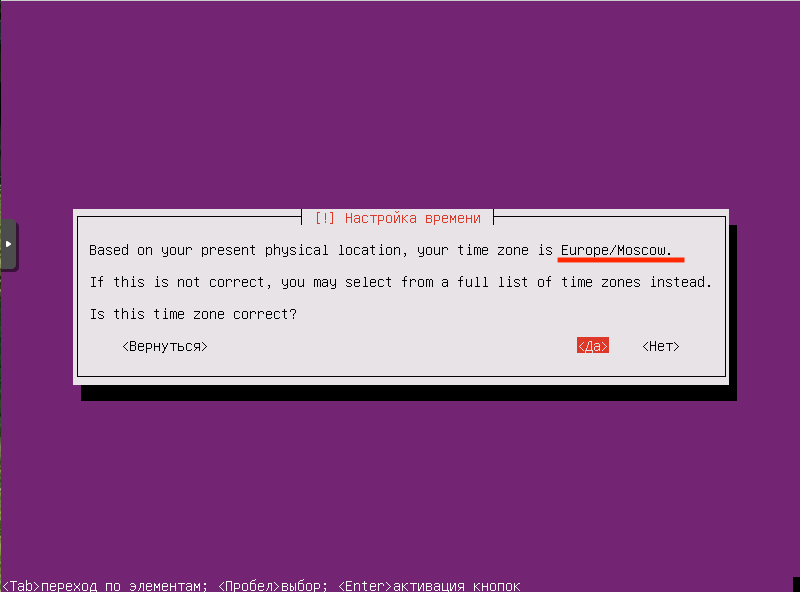 [!] Настройка времени
Based on your present physical location, your time zone is Europe/Moscow.
If this is not correct, you may select from a full list of time zones instead.
Is this time zone correct?
<Вернуться> <Да> <Нет>
<Tab>переход по элементам; <Пробел>выбор; <Enter>активация кнопок